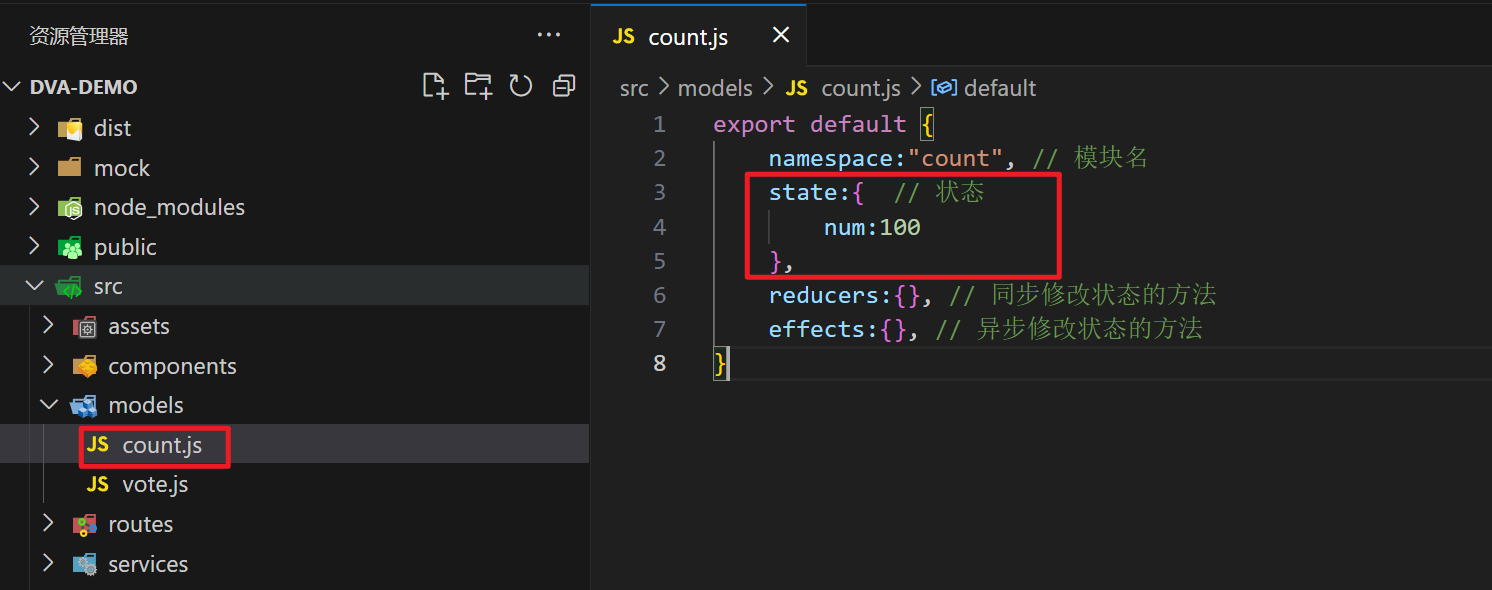 资源管理器
DVA-DEMO
dist
mock
node_modules
public
src
assets
components
models
JS count.js
JS vote.js
routes
services
JS count.js
src > models > JS count.js > default
1 export default {
2 namespace:"count", // 模块名
3 state:{ // 状态
4 num:100
5 },
6 reducers:{}, // 同步修改状态的方法
7 effects:{}, // 异步修改状态的方法
8 }